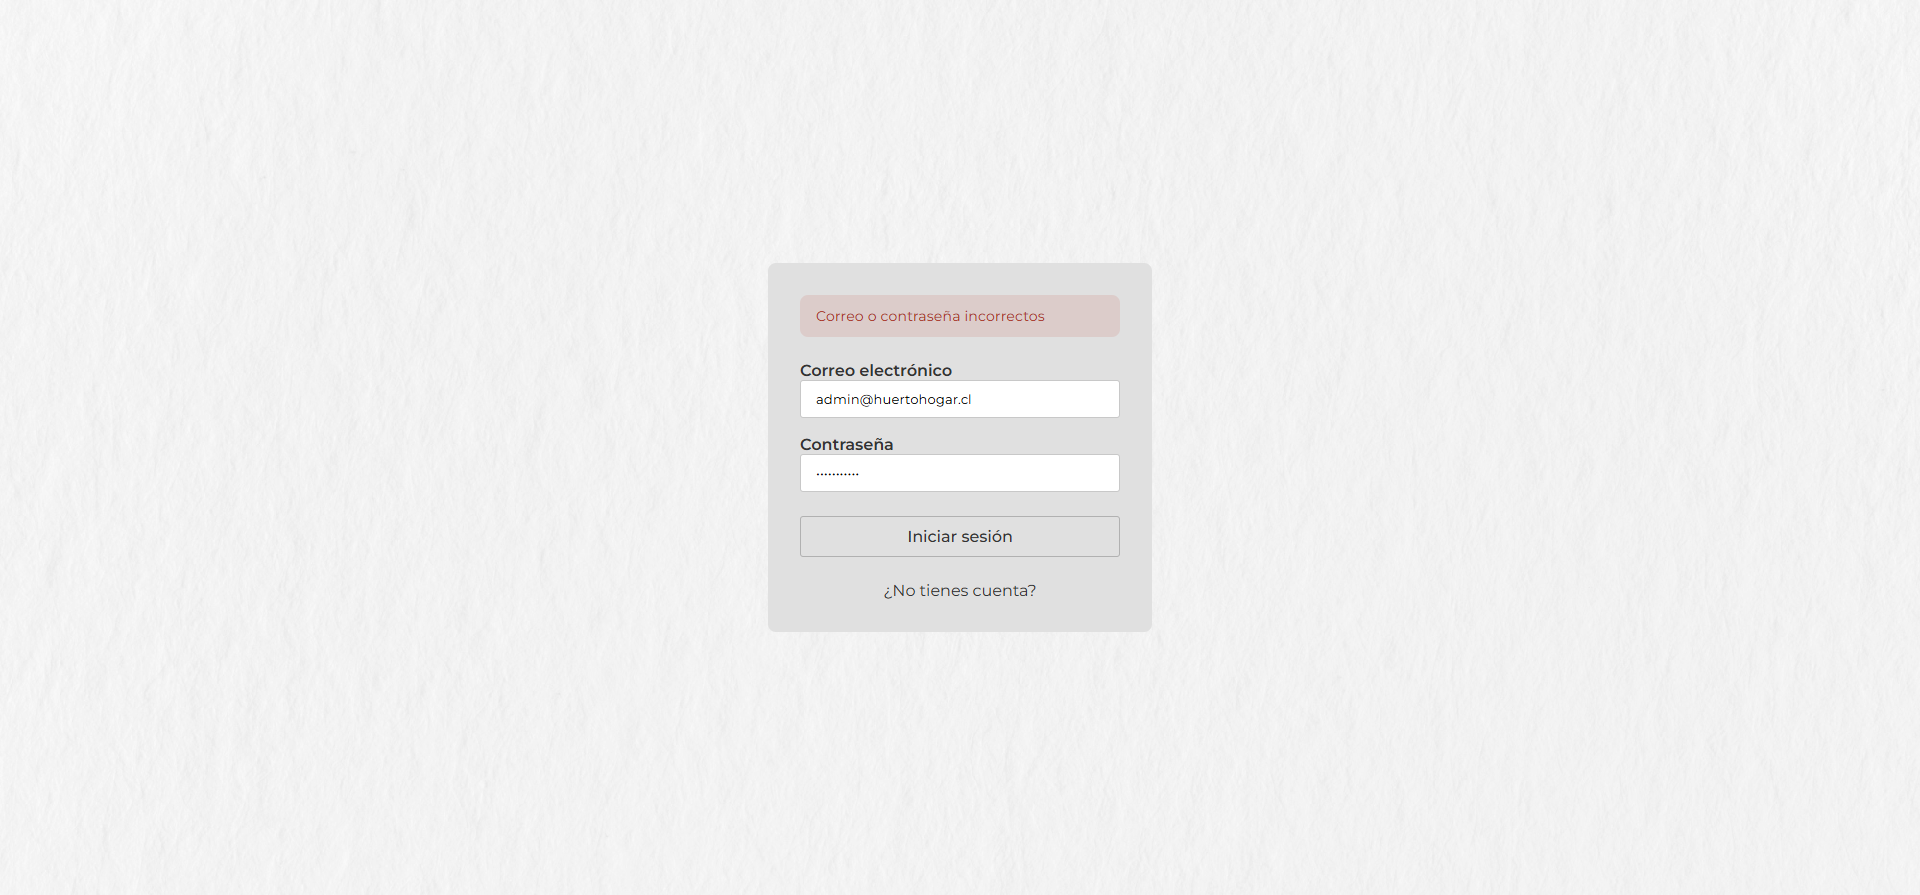 Correo o contraseña incorrectos
Correo electrónico
admin@huertohogar.cl
Contraseña
···········
Iniciar sesión
¿No tienes cuenta?